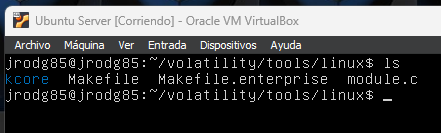 Ubuntu Server [Corriendo] - Oracle VM VirtualBox
Archivo Máquina Ver Entrada Dispositivos Ayuda
jrodg85@jrodg85:~/volatility/tools/linux$ ls
kcore Makefile Makefile.enterprise module.c
jrodg85@jrodg85:~/volatility/tools/linux$ _